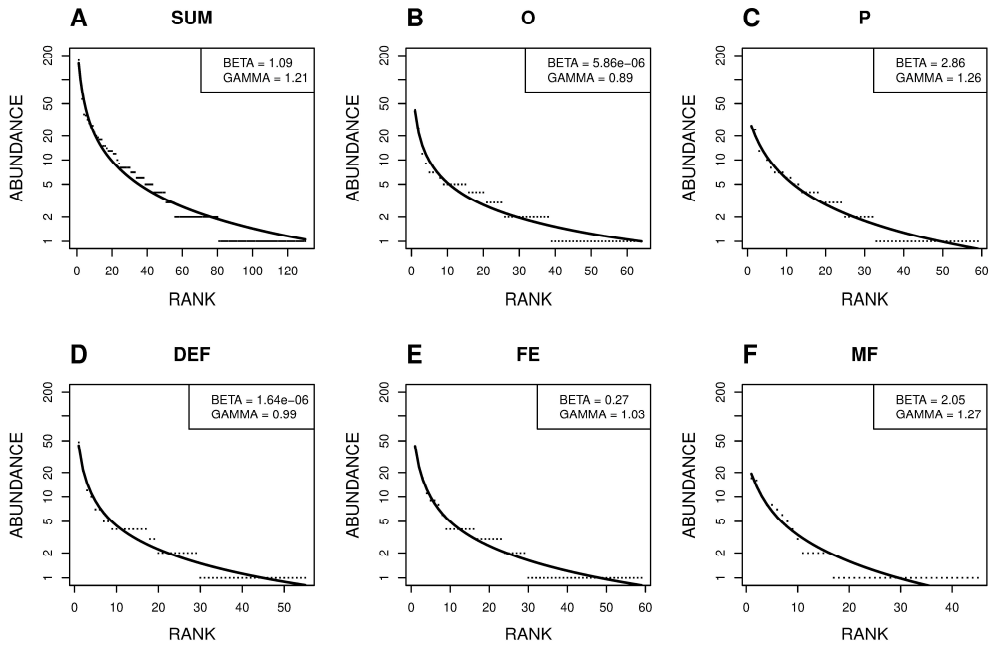 A SUM
BETA = 1.09
GAMMA = 1.21
ABUNDANCE
200
50
20
10
5
2
1
0 20 40 60 80 100 120
RANK
B O
BETA = 5.86e−06
GAMMA = 0.89
ABUNDANCE
200
50
20
10
5
2
1
0 10 20 30 40 50 60
RANK
C P
BETA = 2.86
GAMMA = 1.26
ABUNDANCE
200
50
20
10
5
2
1
0 10 20 30 40 50 60
RANK
D DEF
BETA = 1.64e−06
GAMMA = 0.99
ABUNDANCE
200
50
20
10
5
2
1
0 10 20 30 40 50
RANK
E FE
BETA = 0.27
GAMMA = 1.03
ABUNDANCE
200
50
20
10
5
2
1
0 10 20 30 40 50 60
RANK
F MF
BETA = 2.05
GAMMA = 1.27
ABUNDANCE
200
50
20
10
5
2
1
0 10 20 30 40
RANK